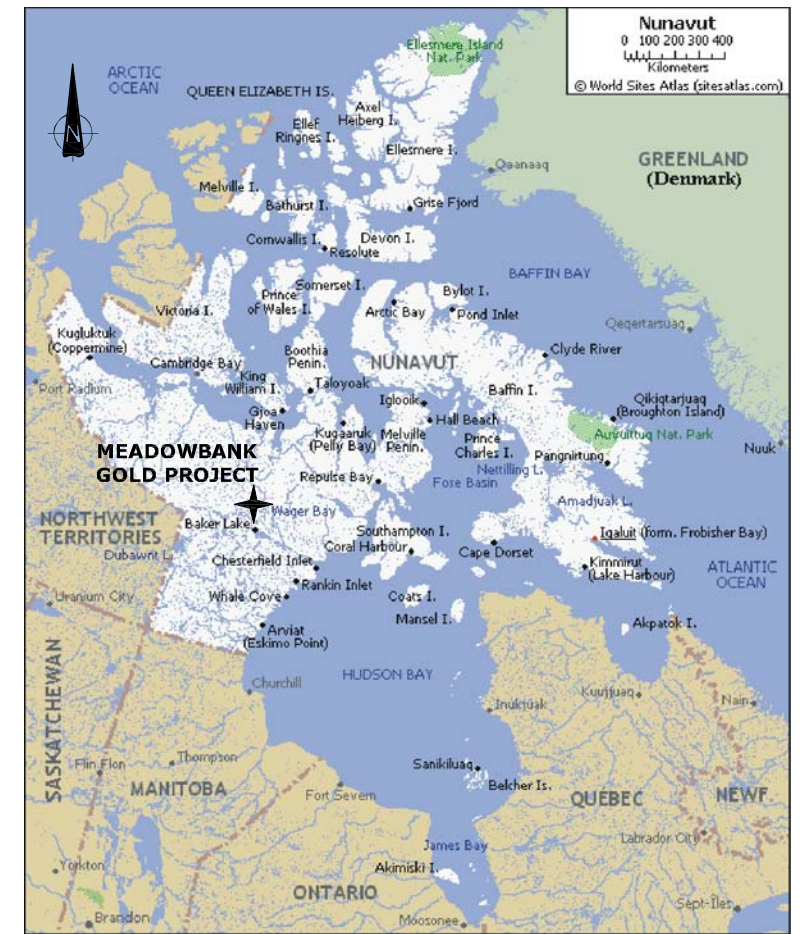 Nunavut
0 100 200 300 400
Kilometers
© World Sites Atlas (sitesatlas.com)
Ellesmere Island
Nat. Park
ARCTIC
OCEAN
QUEEN ELIZABETH IS.
Axel
Heiberg I.
Ellef
Ringnes I.
N
Ellesmere I.
Qaanaaq
GREENLAND
(Denmark)
Melville I.
Bathurst I.
Grise Fjord
Cornwallis I.
Devon I.
Resolute
BAFFIN BAY
Somerset I.
Prince
of Wales I.
Bylot I.
Victoria I.
Arctic Bay
Pond Inlet
Qeqertarsuaq
Kugluktuk
(Coppermine)
Boothia
Penin.
Clyde River
Cambridge Bay
NUNAVUT
King
William I.
Taloyoak
Port Radium
Baffin I.
Iglooik
Qikiqtarjuaq
(Broughton Island)
Gjoa
Haven
Hall Beach
Kugaaruk
(Pelly Bay)
Melville
Penin.
Prince
Charles I.
Auyuittuq Nat. Park
Nuuk
MEADOWBANK
GOLD PROJECT
Pangnirtung
Nettilling L.
Repulse Bay
Foxe Basin
Amadjuak L.
Wager Bay
NORTHWEST
TERRITORIES
Baker Lake
Southampton I.
Iqaluit (form. Frobisher Bay)
Dubawnt L.
Coral Harbour
Cape Dorset
Chesterfield Inlet
Kimmirut
(Lake Harbour)
ATLANTIC
OCEAN
Rankin Inlet
Uranium City
Whale Cove
Coats I.
Mansel I.
Akpatok I.
Arviat
(Eskimo Point)
HUDSON BAY
Churchill
Kuujjuaq
Nain
Inukjuak
SASKATCHEWAN
Thompson
Flin Flon
Sanikiluaq
MANITOBA
Fort Severn
Belcher Is.
QUÉBEC
NEWF
Labrador City
James Bay
Yorkton
Akimiski I.
ONTARIO
Sept-Îles
Brandon
Moosonee